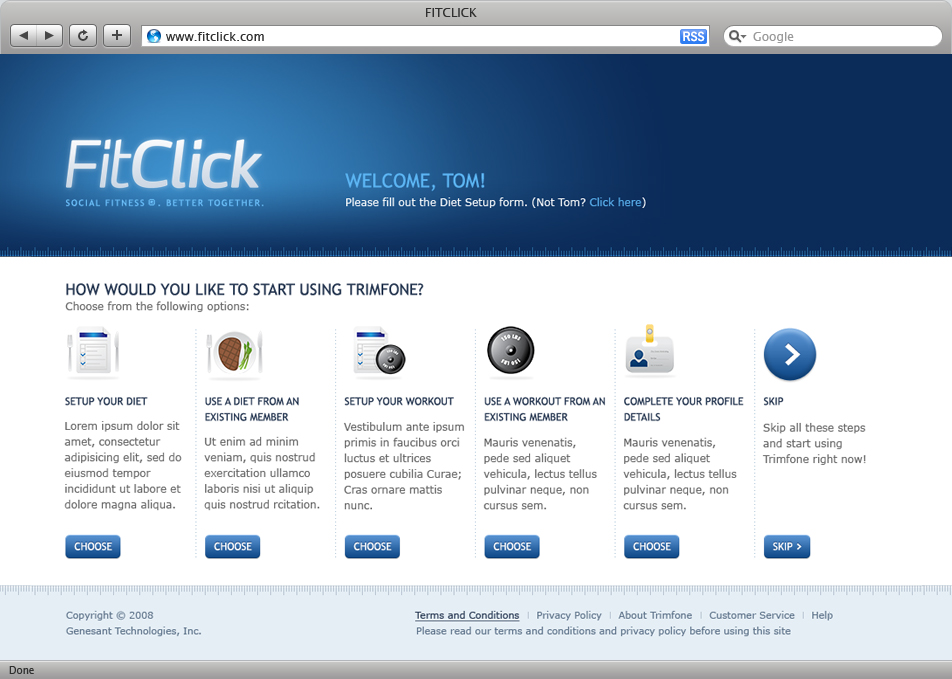 FITCLICK
www.fitclick.com
RSS
Google
FitClick
SOCIAL FITNESS ®. BETTER TOGETHER.
WELCOME, TOM!
Please fill out the Diet Setup form. (Not Tom? Click here)
HOW WOULD YOU LIKE TO START USING TRIMFONE?
Choose from the following options:
SETUP YOUR DIET
Lorem ipsum dolor sit
amet, consectetur
adipisicing elit, sed do
eiusmod tempor
incididunt ut labore et
dolore magna aliqua.
CHOOSE
USE A DIET FROM AN
EXISTING MEMBER
Ut enim ad minim
veniam, quis nostrud
exercitation ullamco
laboris nisi ut aliquip
quis nostrud rcitation.
CHOOSE
SETUP YOUR WORKOUT
Vestibulum ante ipsum
primis in faucibus orci
luctus et ultrices
posuere cubilia Curae;
Cras ornare mattis
nunc.
CHOOSE
USE A WORKOUT FROM AN
EXISTING MEMBER
Mauris venenatis,
pede sed aliquet
vehicula, lectus tellus
pulvinar neque, non
cursus sem.
CHOOSE
COMPLETE YOUR PROFILE
DETAILS
Mauris venenatis,
pede sed aliquet
vehicula, lectus tellus
pulvinar neque, non
cursus sem.
CHOOSE
SKIP
Skip all these steps
and start using
Trimfone right now!
SKIP >
Copyright © 2008
Genesant Technologies, Inc.
Terms and Conditions | Privacy Policy | About Trimfone | Customer Service | Help
Please read our terms and conditions and privacy policy before using this site
Done